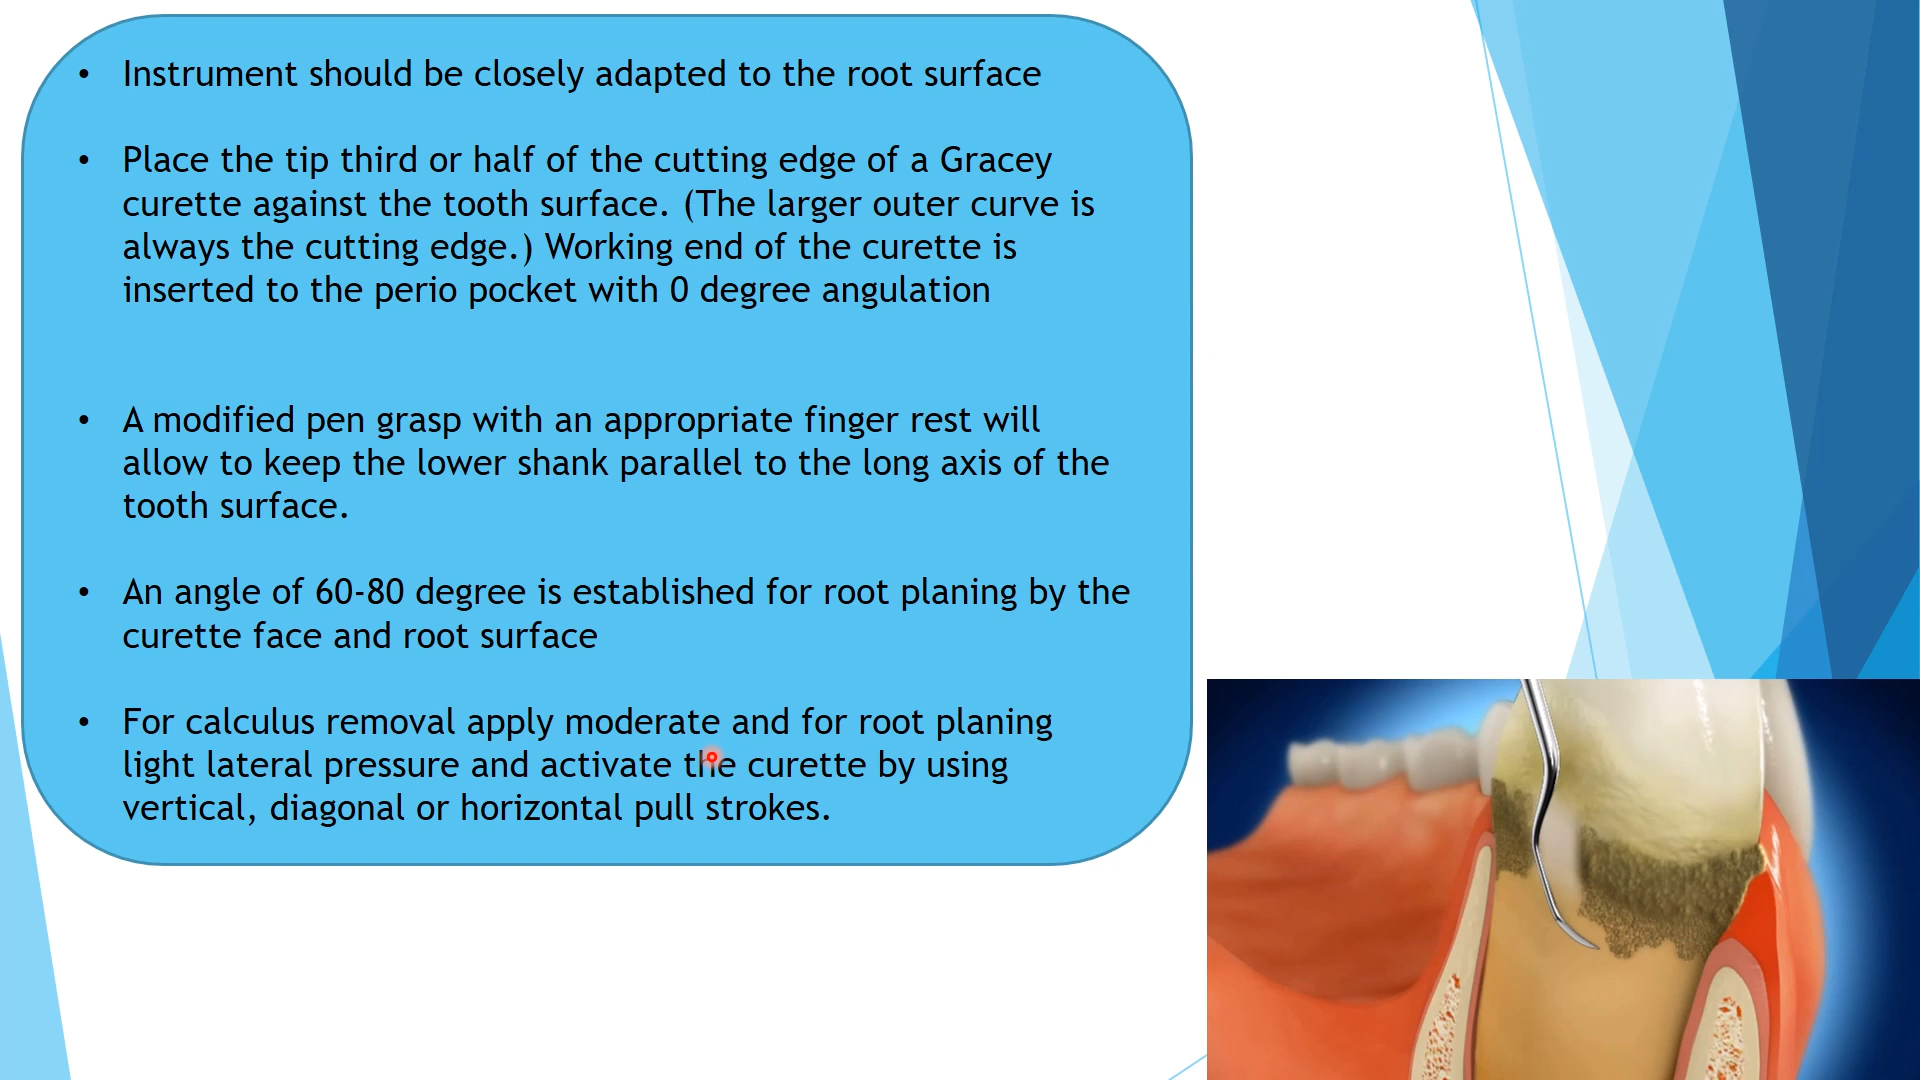 • Instrument should be closely adapted to the root surface
• Place the tip third or half of the cutting edge of a Gracey
curette against the tooth surface. (The larger outer curve is
always the cutting edge.) Working end of the curette is
inserted to the perio pocket with 0 degree angulation
• A modified pen grasp with an appropriate finger rest will
allow to keep the lower shank parallel to the long axis of the
tooth surface.
• An angle of 60-80 degree is established for root planing by the
curette face and root surface
• For calculus removal apply moderate and for root planing
light lateral pressure and activate the curette by using
vertical, diagonal or horizontal pull strokes.